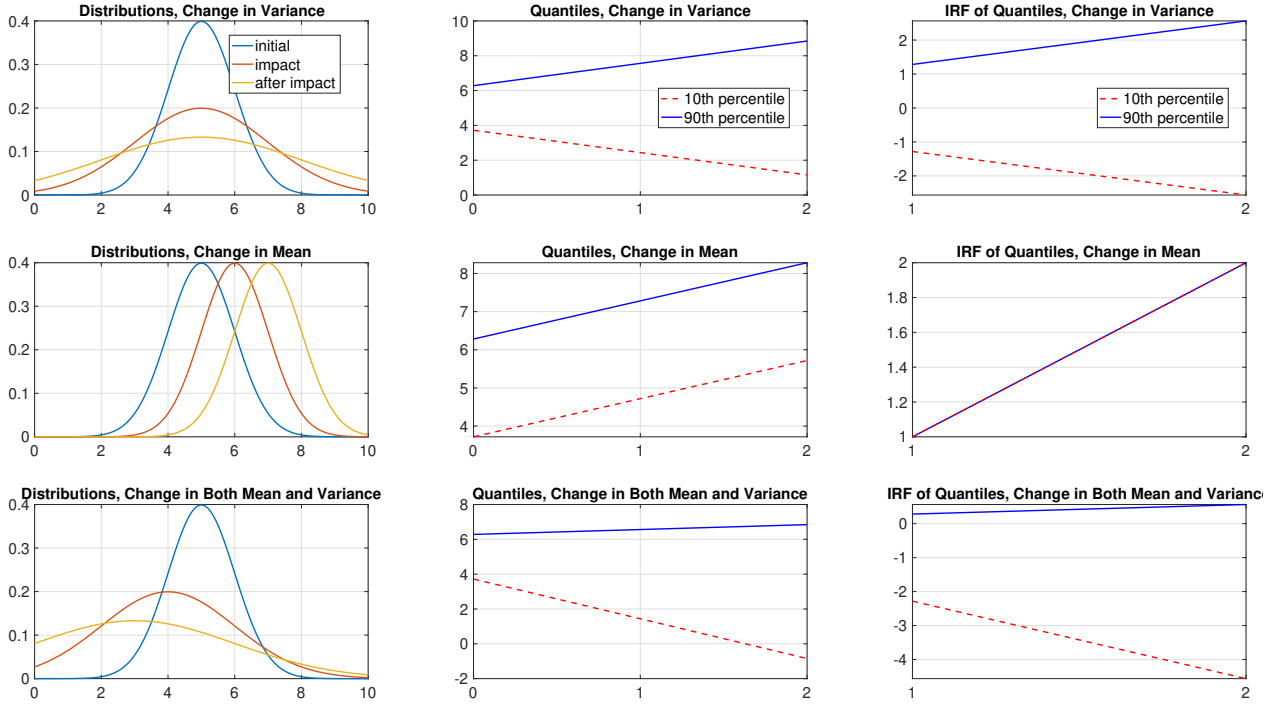 Distributions, Change in Variance
0.4
0.3
0.2
0.1
0
0 2 4 6 8 10
initial
impact
after impact
Quantiles, Change in Variance
10
8
6
4
2
0
0 1 2
10th percentile
90th percentile
IRF of Quantiles, Change in Variance
2
1
0
-1
-2
1 2
10th percentile
90th percentile
Distributions, Change in Mean
0.4
0.3
0.2
0.1
0
0 2 4 6 8 10
Quantiles, Change in Mean
8
7
6
5
4
0 1 2
IRF of Quantiles, Change in Mean
2
1.8
1.6
1.4
1.2
1
1 2
Distributions, Change in Both Mean and Variance
0.4
0.3
0.2
0.1
0
0 2 4 6 8 10
Quantiles, Change in Both Mean and Variance
8
6
4
2
0
-2
0 1 2
IRF of Quantiles, Change in Both Mean and Variance
0
-1
-2
-3
-4
1 2